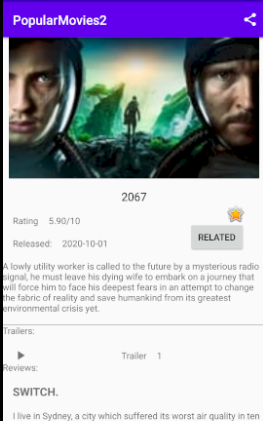 PopularMovies2
2067
Rating 5.90/10
Released: 2020-10-01
RELATED
A lowly utility worker is called to the future by a mysterious radio
signal, he must leave his dying wife to embark on a journey that
will force him to face his deepest fears in an attempt to change
the fabric of reality and save humankind from its greatest
environmental crisis yet.
Trailers:
Trailer 1
Reviews:
SWITCH.
I live in Sydney, a city which suffered its worst air quality in ten